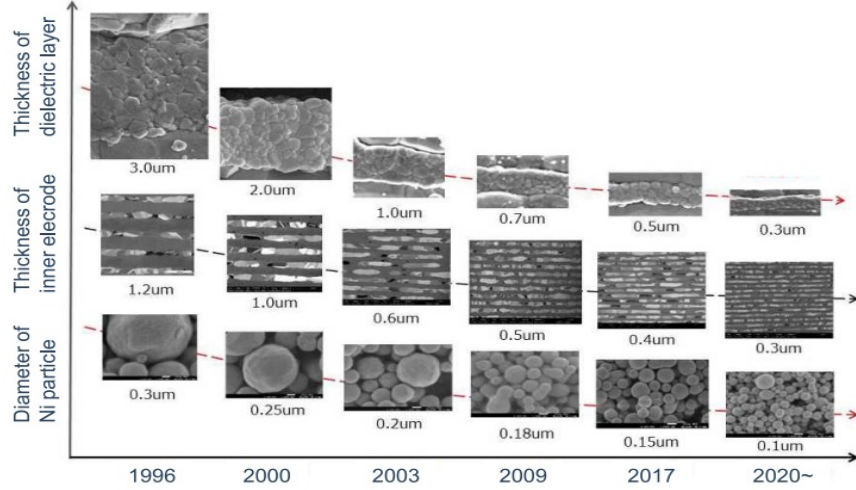 Thickness of
dielectric layer
3.0um
2.0um
1.0um
0.7um
0.5um
0.3um
Thickness of
inner elecrode
1.2um
1.0um
0.6um
0.5um
0.4um
0.3um
Diameter of
Ni particle
0.3um
0.25um
0.2um
0.18um
0.15um
0.1um
1996 2000 2003 2009 2017 2020~